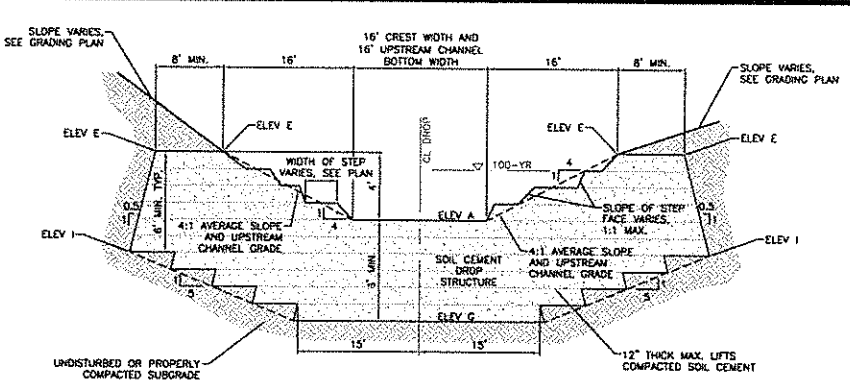 SLOPE VARIES,
SEE GRADING PLAN
16' CREST WIDTH AND
16' UPSTREAM CHANNEL
BOTTOM WIDTH
8' MIN.
16'
16'
8' MIN.
SLOPE VARIES,
SEE GRADING PLAN
ELEV E
ELEV E
ELEV E
ELEV E
CL DROP
100-YR
WIDTH OF STEP
VARIES, SEE PLAN
4'
4
1
0.5
1
6' MIN. TYP.
1
4
ELEV A
SLOPE OF STEP
FACE VARIES,
1:1 MAX.
0.5
1
4:1 AVERAGE SLOPE
AND UPSTREAM
CHANNEL GRADE
4:1 AVERAGE SLOPE
AND UPSTREAM
CHANNEL GRADE
ELEV I
ELEV I
SOIL CEMENT
DROP
STRUCTURE
6' MIN.
1
5
1
5
ELEV G
15'
15'
UNDISTURBED OR PROPERLY
COMPACTED SUBGRADE
12" THICK MAX. LIFTS
COMPACTED SOIL CEMENT